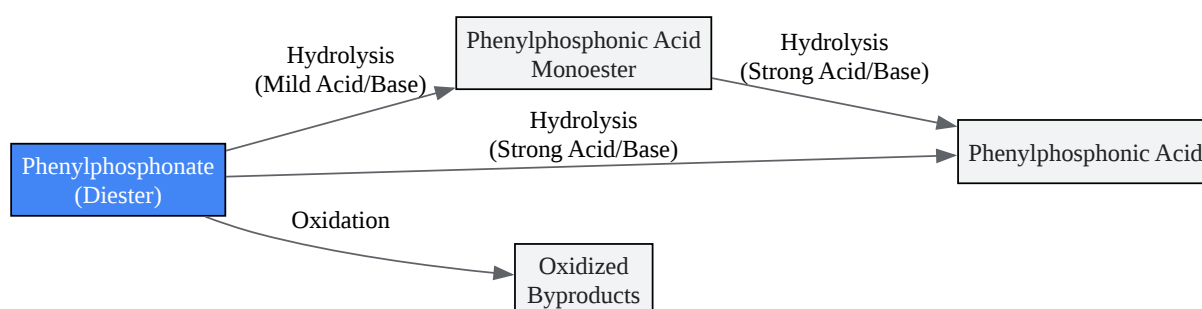 Phenylphosphonic Acid
Monoester
Hydrolysis
(Mild Acid/Base)
Hydrolysis
(Strong Acid/Base)
Hydrolysis
(Strong Acid/Base)
Phenylphosphonic Acid
Phenylphosphonate
(Diester)
Oxidation
Oxidized
Byproducts